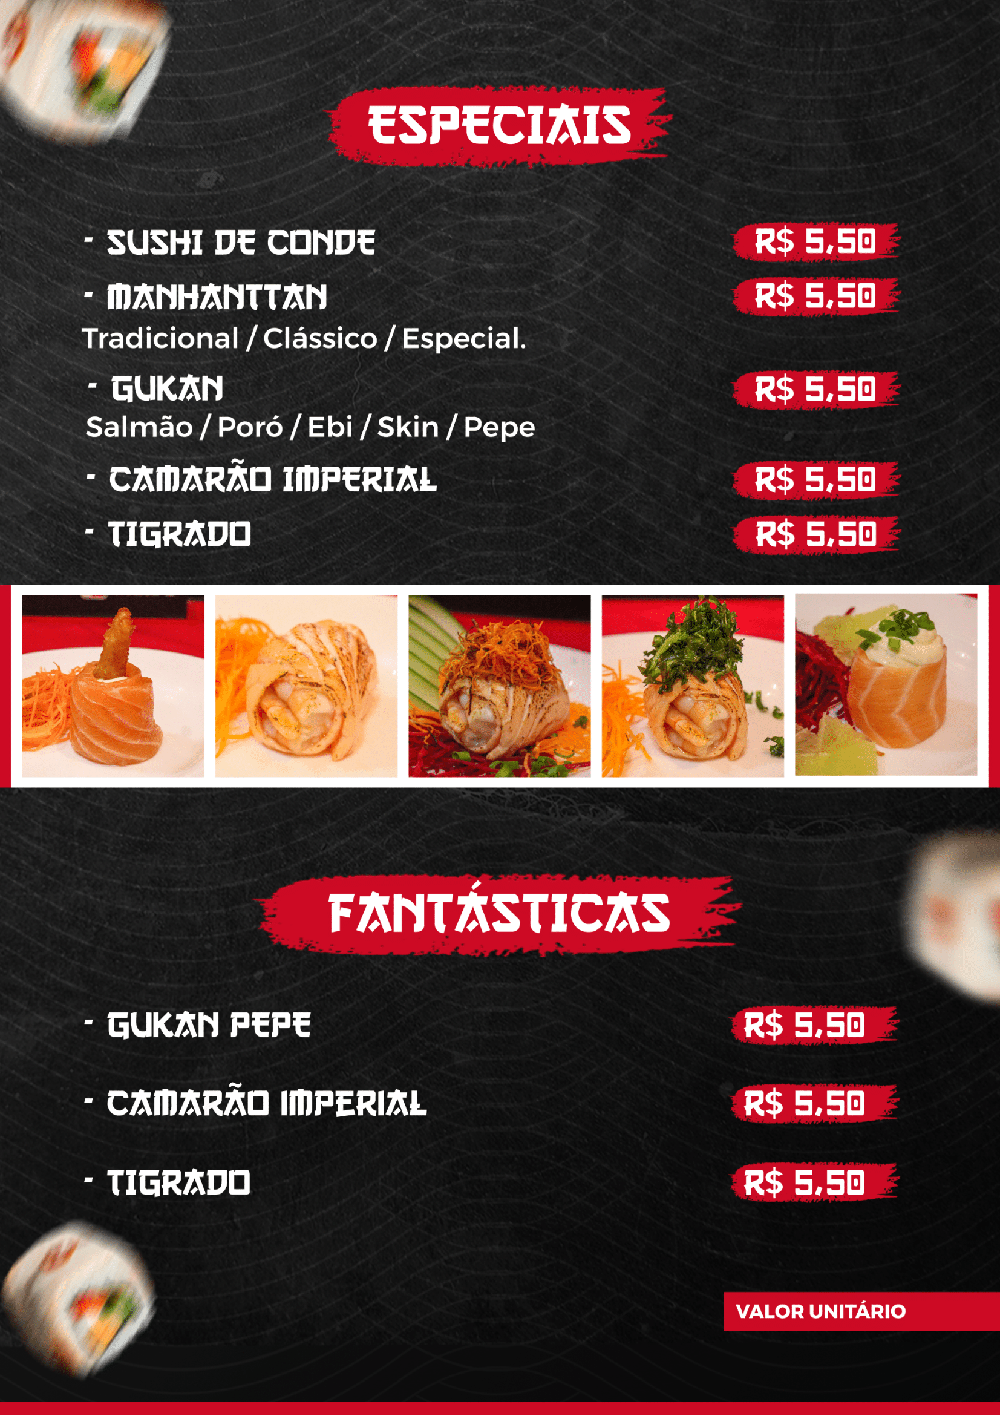 ESPECIAIS
- SUSHI DE CONDE R$ 5,50
- MANHANTTAN R$ 5,50
Tradicional / Clássico / Especial.
- GUKAN R$ 5,50
Salmão / Poró / Ebi / Skin / Pepe
- CAMARÃO IMPERIAL R$ 5,50
- TIGRADO R$ 5,50
FANTÁSTICAS
- GUKAN PEPE R$ 5,50
- CAMARÃO IMPERIAL R$ 5,50
- TIGRADO R$ 5,50
VALOR UNITÁRIO